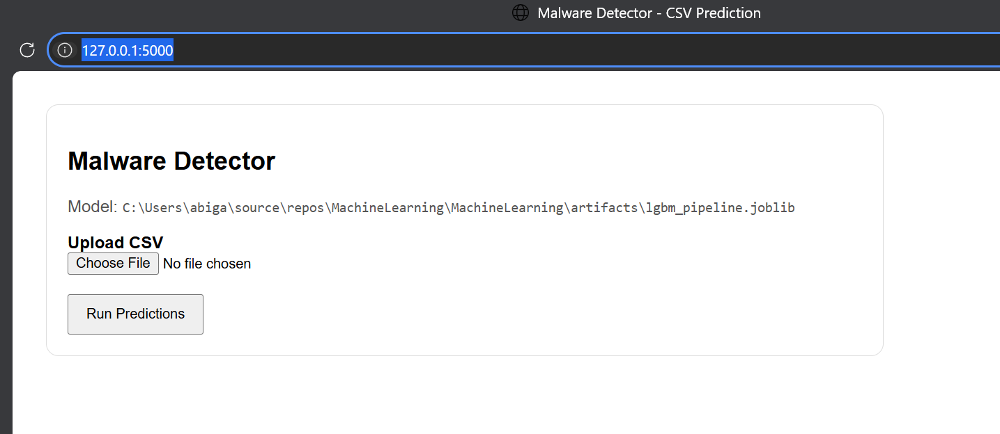 Malware Detector - CSV Prediction
127.0.0.1:5000
Malware Detector
Model: C:\Users\abiga\source\repos\MachineLearning\MachineLearning\artifacts\lgbm_pipeline.joblib
Upload CSV
Choose File No file chosen
Run Predictions